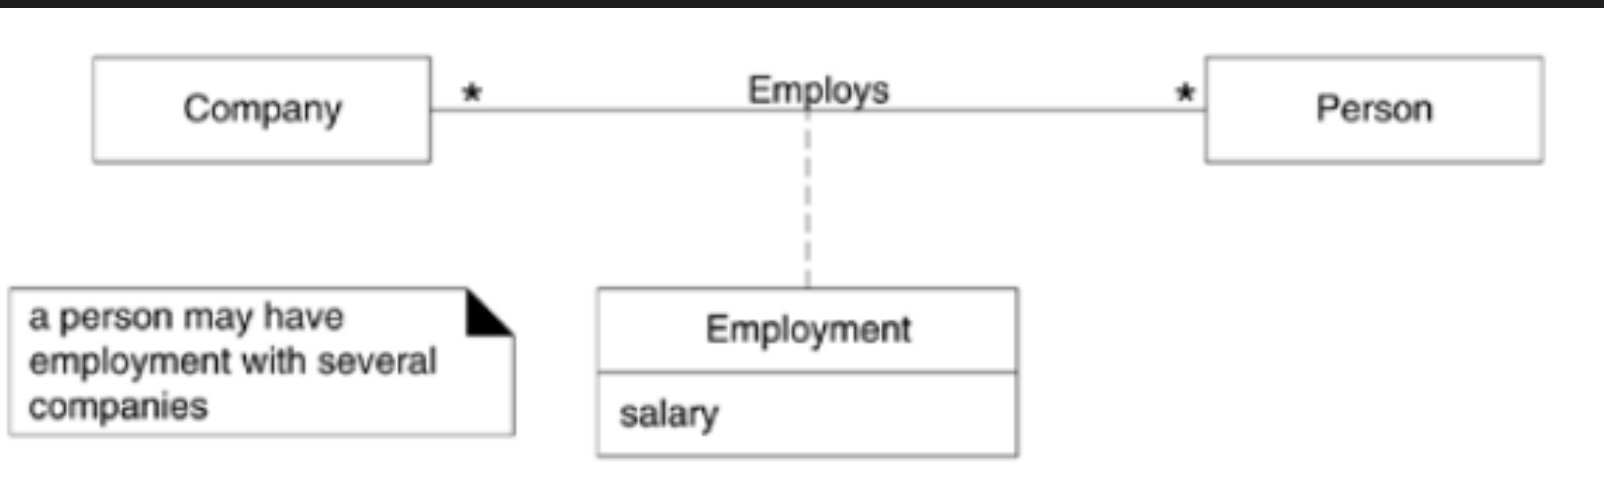 Company
*
Employs
*
Person
a person may have
employment with several
companies
Employment
salary